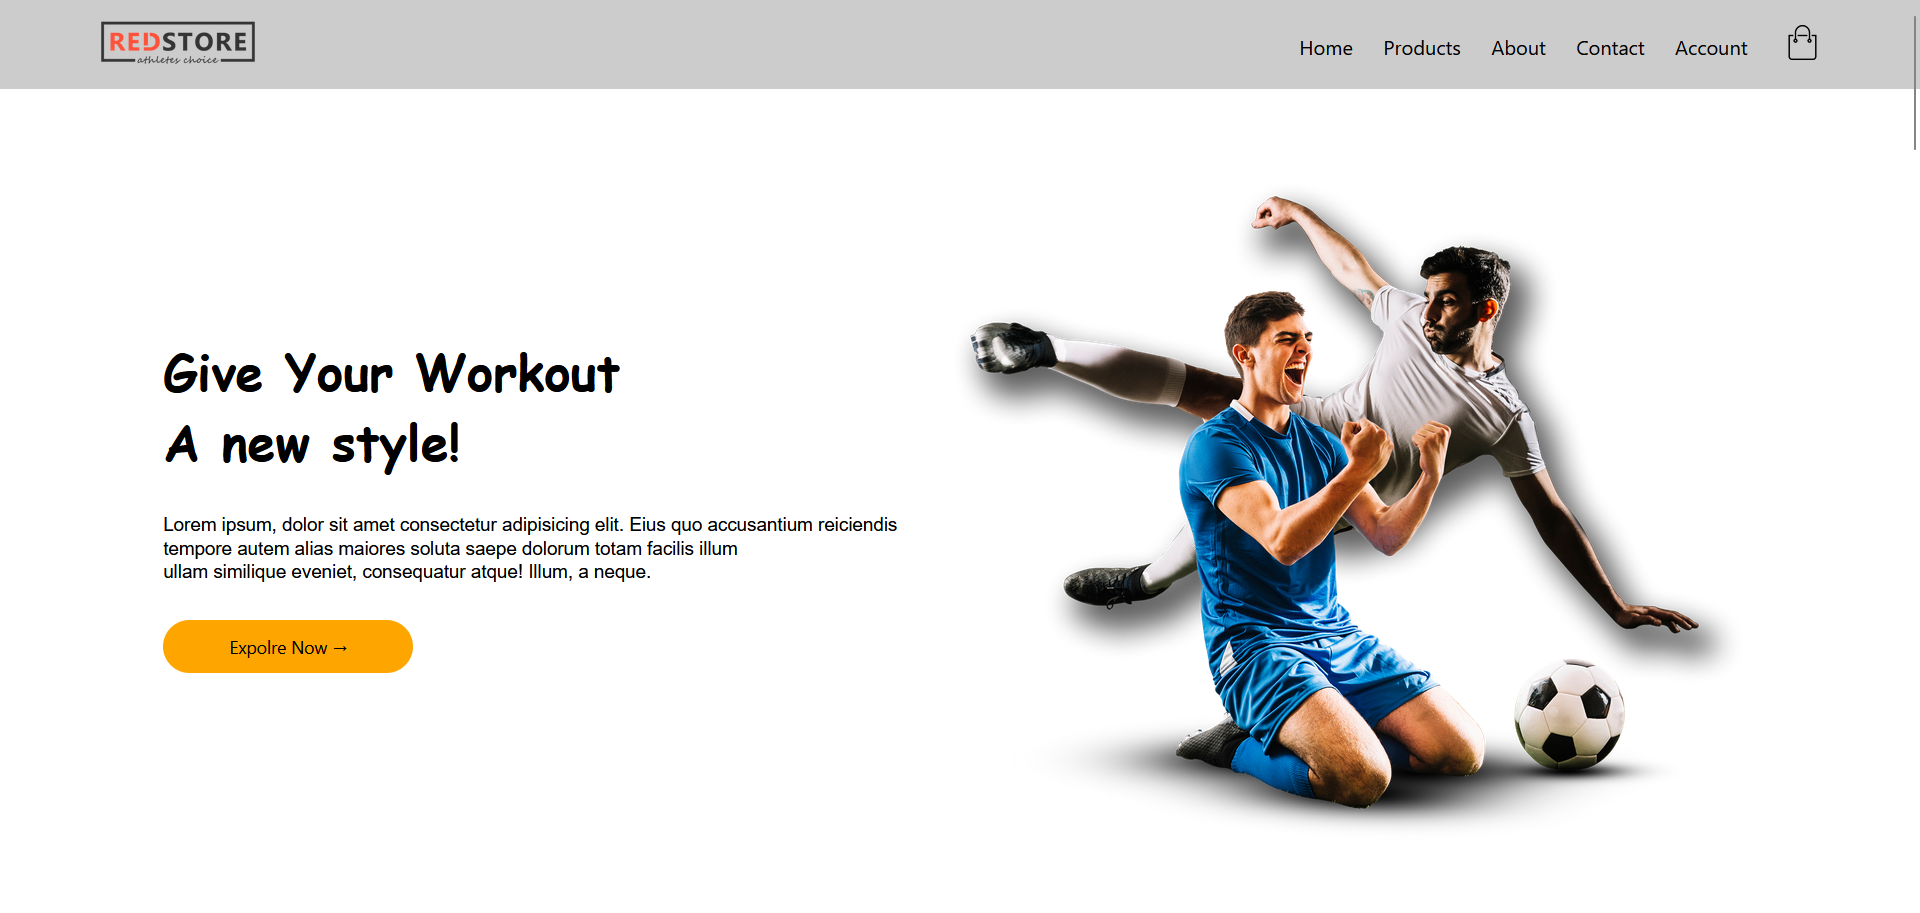 REDSTORE
athletes choice
Home Products About Contact Account
Give Your Workout
A new style!
Lorem ipsum, dolor sit amet consectetur adipisicing elit. Eius quo accusantium reiciendis
tempore autem alias maiores soluta saepe dolorum totam facilis illum
ullam similique eveniet, consequatur atque! Illum, a neque.
Expolre Now →